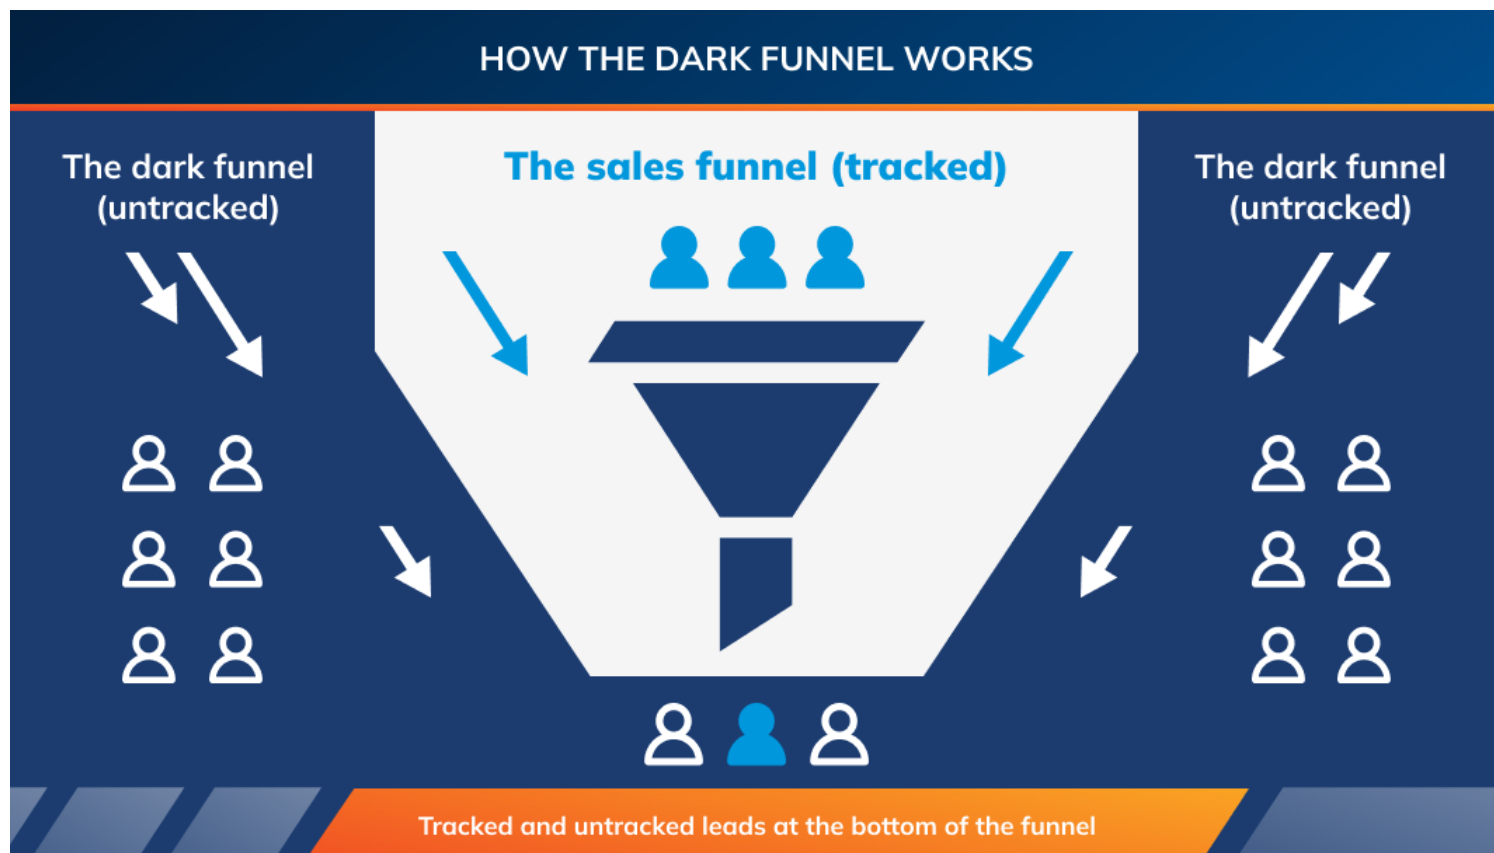 HOW THE DARK FUNNEL WORKS
The dark funnel
(untracked)
The sales funnel (tracked)
The dark funnel
(untracked)
Tracked and untracked leads at the bottom of the funnel